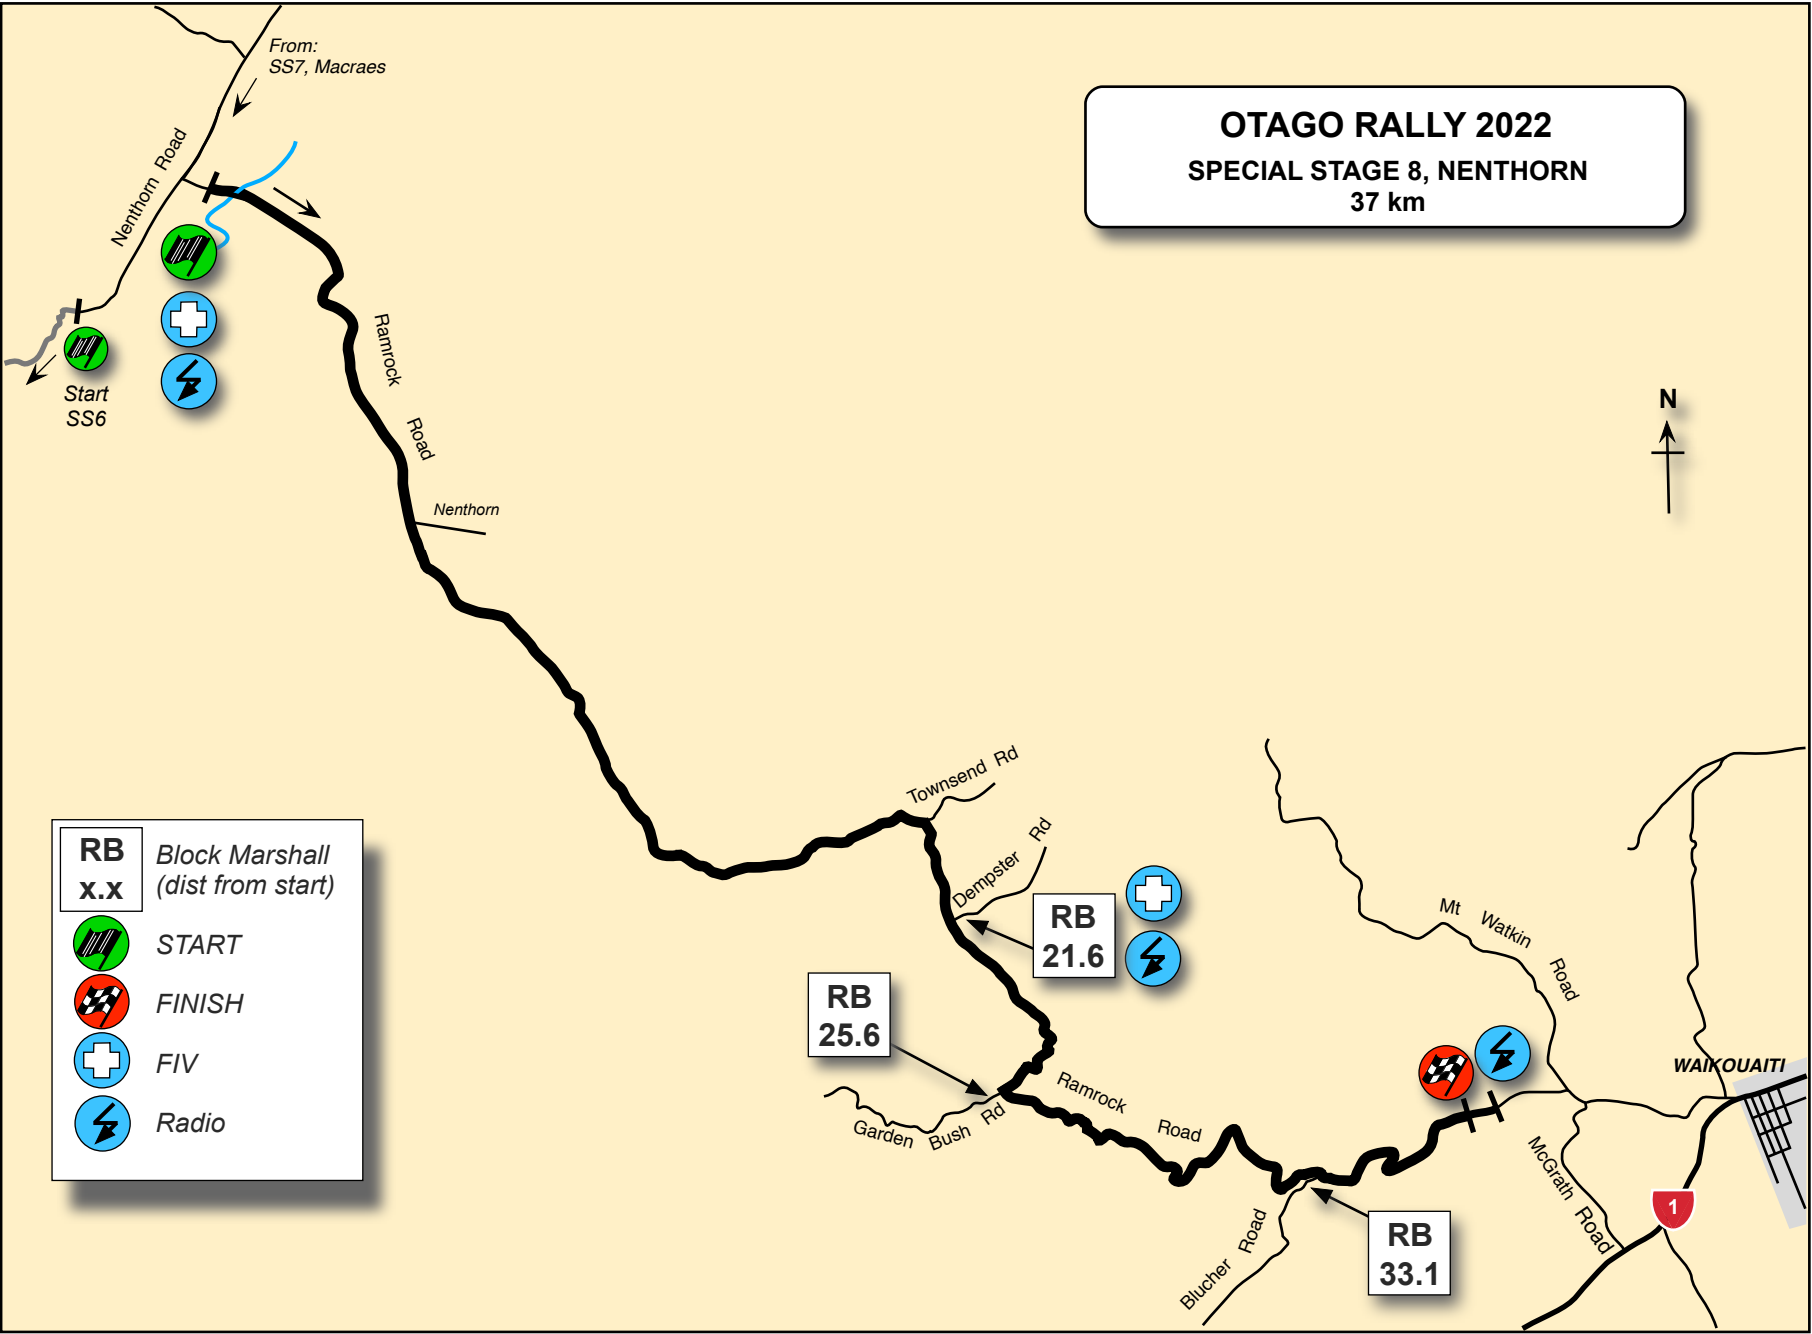 From:
SS7, Macraes
OTAGO RALLY 2022
SPECIAL STAGE 8, NENTHORN
37 km
Nenthorn Road
Start
SS6
Ramrock Road
N
Nenthorn
Townsend Rd
Dempster Rd
RB
21.6
RB
25.6
Mt Watkin Road
WAIKOUAITI
Ramrock Road
Garden Bush Rd
McGrath Road
1
Blucher Road
RB
33.1
RB
x.x
Block Marshall
(dist from start)
START
FINISH
FIV
Radio